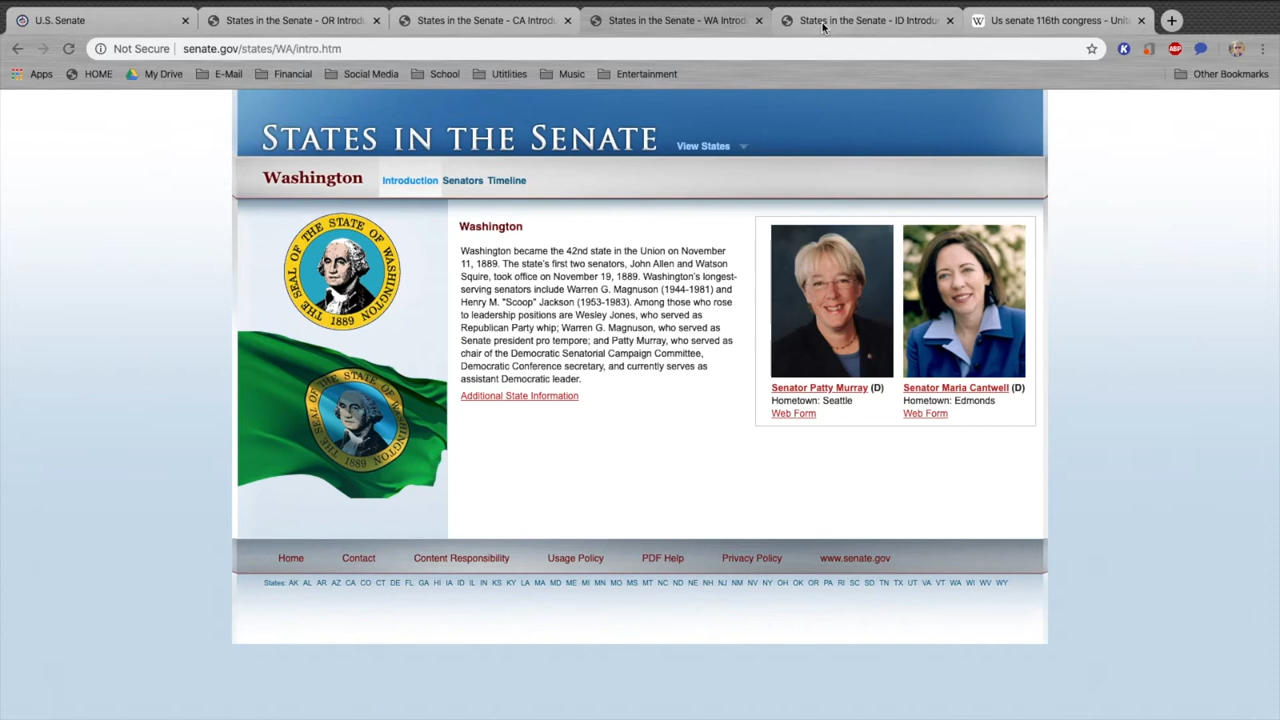 U.S. Senate
States in the Senate - OR Introdu
States in the Senate - CA Introdu
States in the Senate - WA Introd
States in the Senate - ID Introdu
Us senate 116th congress - Unit
Not Secure
senate.gov/states/WA/intro.htm
Apps
HOME
My Drive
E-Mail
Financial
Social Media
School
Utitlities
Music
Entertainment
Other Bookmarks
STATES IN THE SENATE
View States
Washington
Introduction
Senators
Timeline
THE SEAL OF THE STATE OF WASHINGTON
1889
THE SEAL OF THE STATE OF WASHINGTON
1889
Washington
Washington became the 42nd state in the Union on November
11, 1889. The state's first two senators, John Allen and Watson
Squire, took office on November 19, 1889. Washington's longest-
serving senators include Warren G. Magnuson (1944-1981) and
Henry M. "Scoop" Jackson (1953-1983). Among those who rose
to leadership positions are Wesley Jones, who served as
Republican Party whip; Warren G. Magnuson, who served as
Senate president pro tempore; and Patty Murray, who served as
chair of the Democratic Senatorial Campaign Committee,
Democratic Conference secretary, and currently serves as
assistant Democratic leader.
Additional State Information
Senator Patty Murray (D)
Hometown: Seattle
Web Form
Senator Maria Cantwell (D)
Hometown: Edmonds
Web Form
Home
Contact
Content Responsibility
Usage Policy
PDF Help
Privacy Policy
www.senate.gov
States: AK AL AR AZ CA CO CT DE FL GA HI IA ID IL IN KS KY LA MA MD ME MI MN MO MS MT NC ND NE NH NJ NM NV NY OH OK OR PA RI SC SD TN TX UT VA VT WA WI WV WY